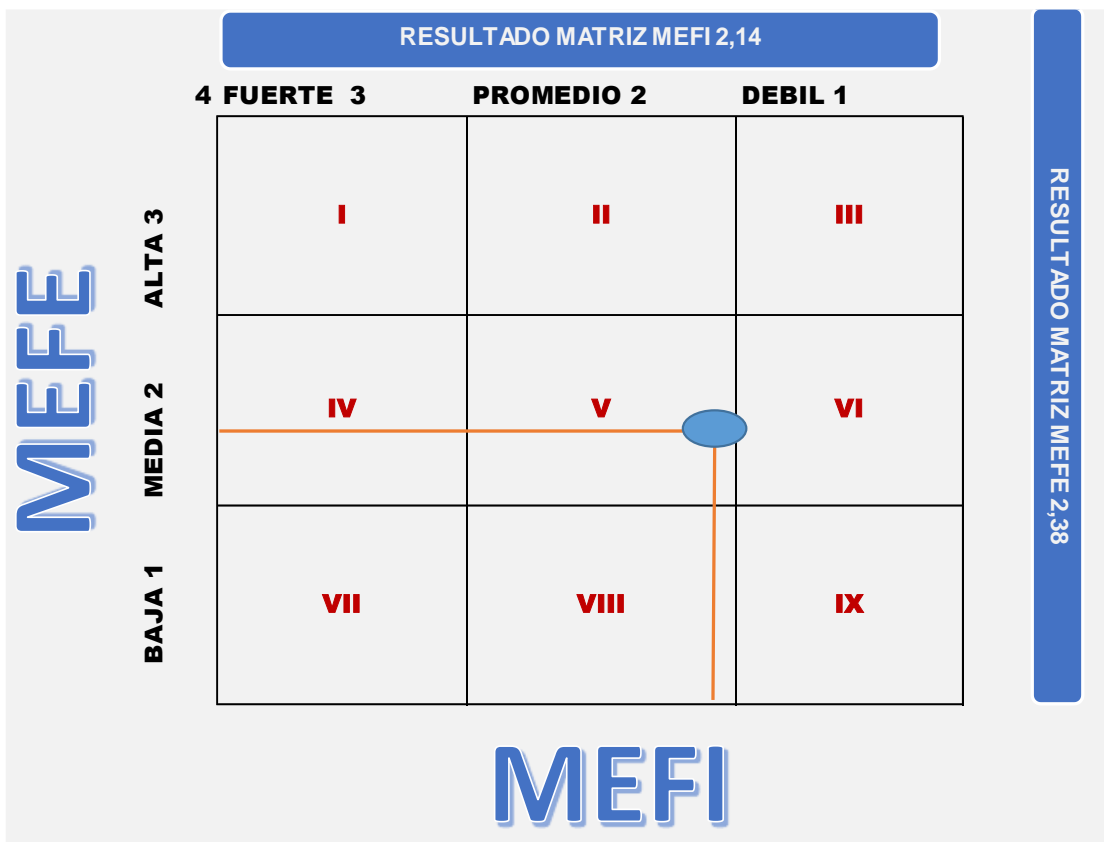 RESULTADO MATRIZ MEFI 2,14
4 FUERTE 3 PROMEDIO 2 DEBIL 1
I II III
ALTA 3
IV V VI
MEDIA 2
VII VIII IX
BAJA 1
MEFE
MEFI
RESULTADO MATRIZ MEFE 2,38